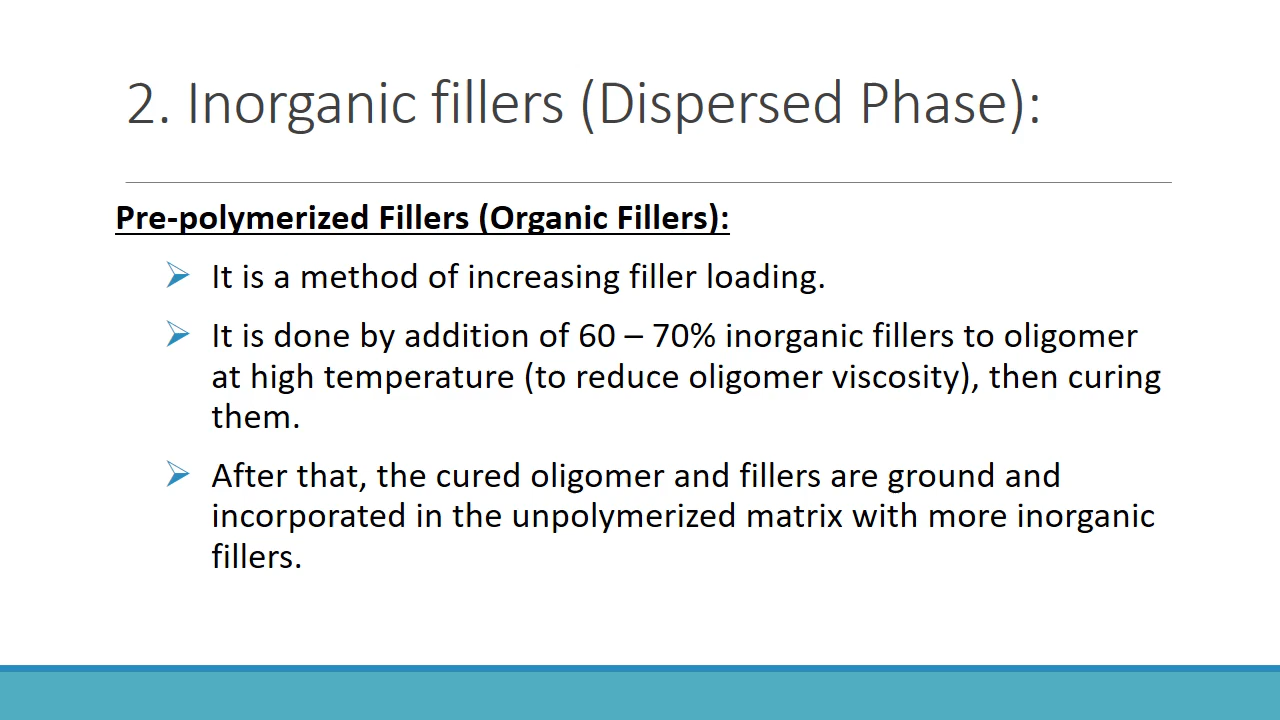 2. Inorganic fillers (Dispersed Phase):
Pre-polymerized Fillers (Organic Fillers):
It is a method of increasing filler loading.
It is done by addition of 60 – 70% inorganic fillers to oligomer
at high temperature (to reduce oligomer viscosity), then curing
them.
After that, the cured oligomer and fillers are ground and
incorporated in the unpolymerized matrix with more inorganic
fillers.